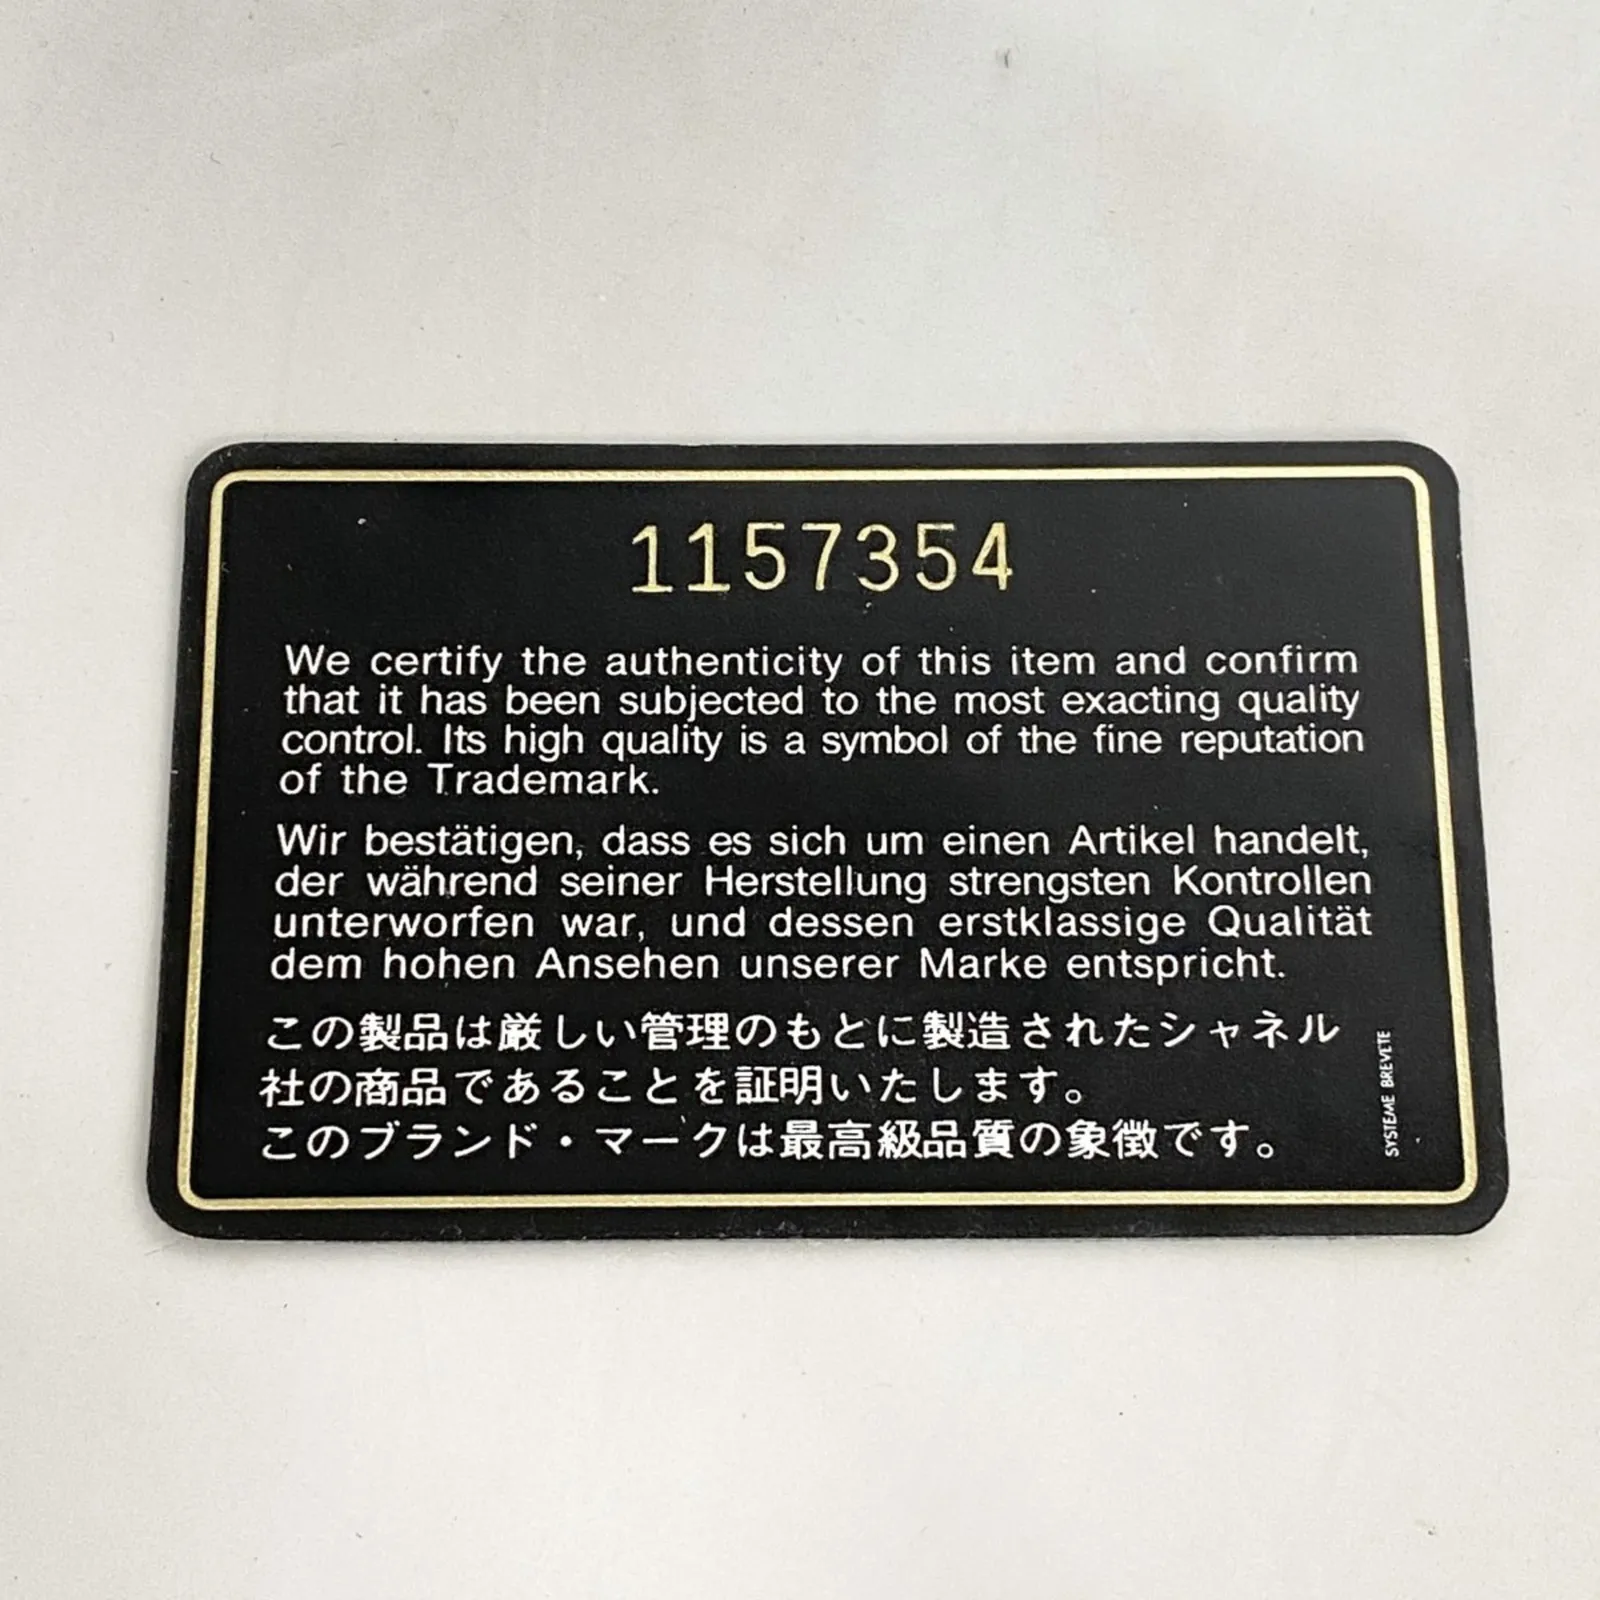 1157354
We certify the authenticity of this item and confirm
that it has been subjected to the most exacting quality
control. Its high quality is a symbol of the fine reputation
of the Trademark.
Wir bestätigen, dass es sich um einen Artikel handelt,
der während seiner Herstellung strengsten Kontrollen
unterworfen war, und dessen erstklassige Qualität
dem hohen Ansehen unserer Marke entspricht.
この製品は厳しい管理のもとに製造されたシャネル
社の商品であることを証明いたします。
このブランド・マークは最高級品質の象徴です。
SYSTEME BREVETE